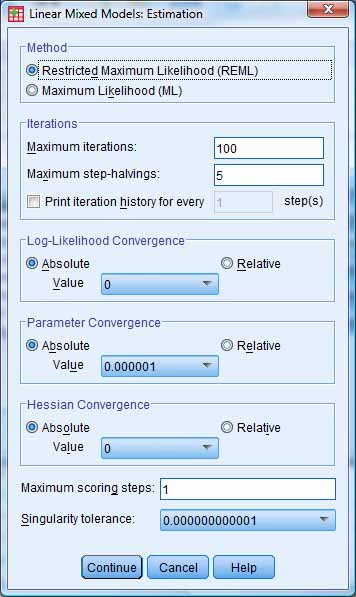 Linear Mixed Models: Estimation
Method
Restricted Maximum Likelihood (REML)
Maximum Likelihood (ML)
Iterations
Maximum iterations: 100
Maximum step-halvings: 5
Print iteration history for every 1 step(s)
Log-Likelihood Convergence
Absolute Relative
Value 0
Parameter Convergence
Absolute Relative
Value 0.000001
Hessian Convergence
Absolute Relative
Value 0
Maximum scoring steps: 1
Singularity tolerance: 0.000000000001
Continue Cancel Help